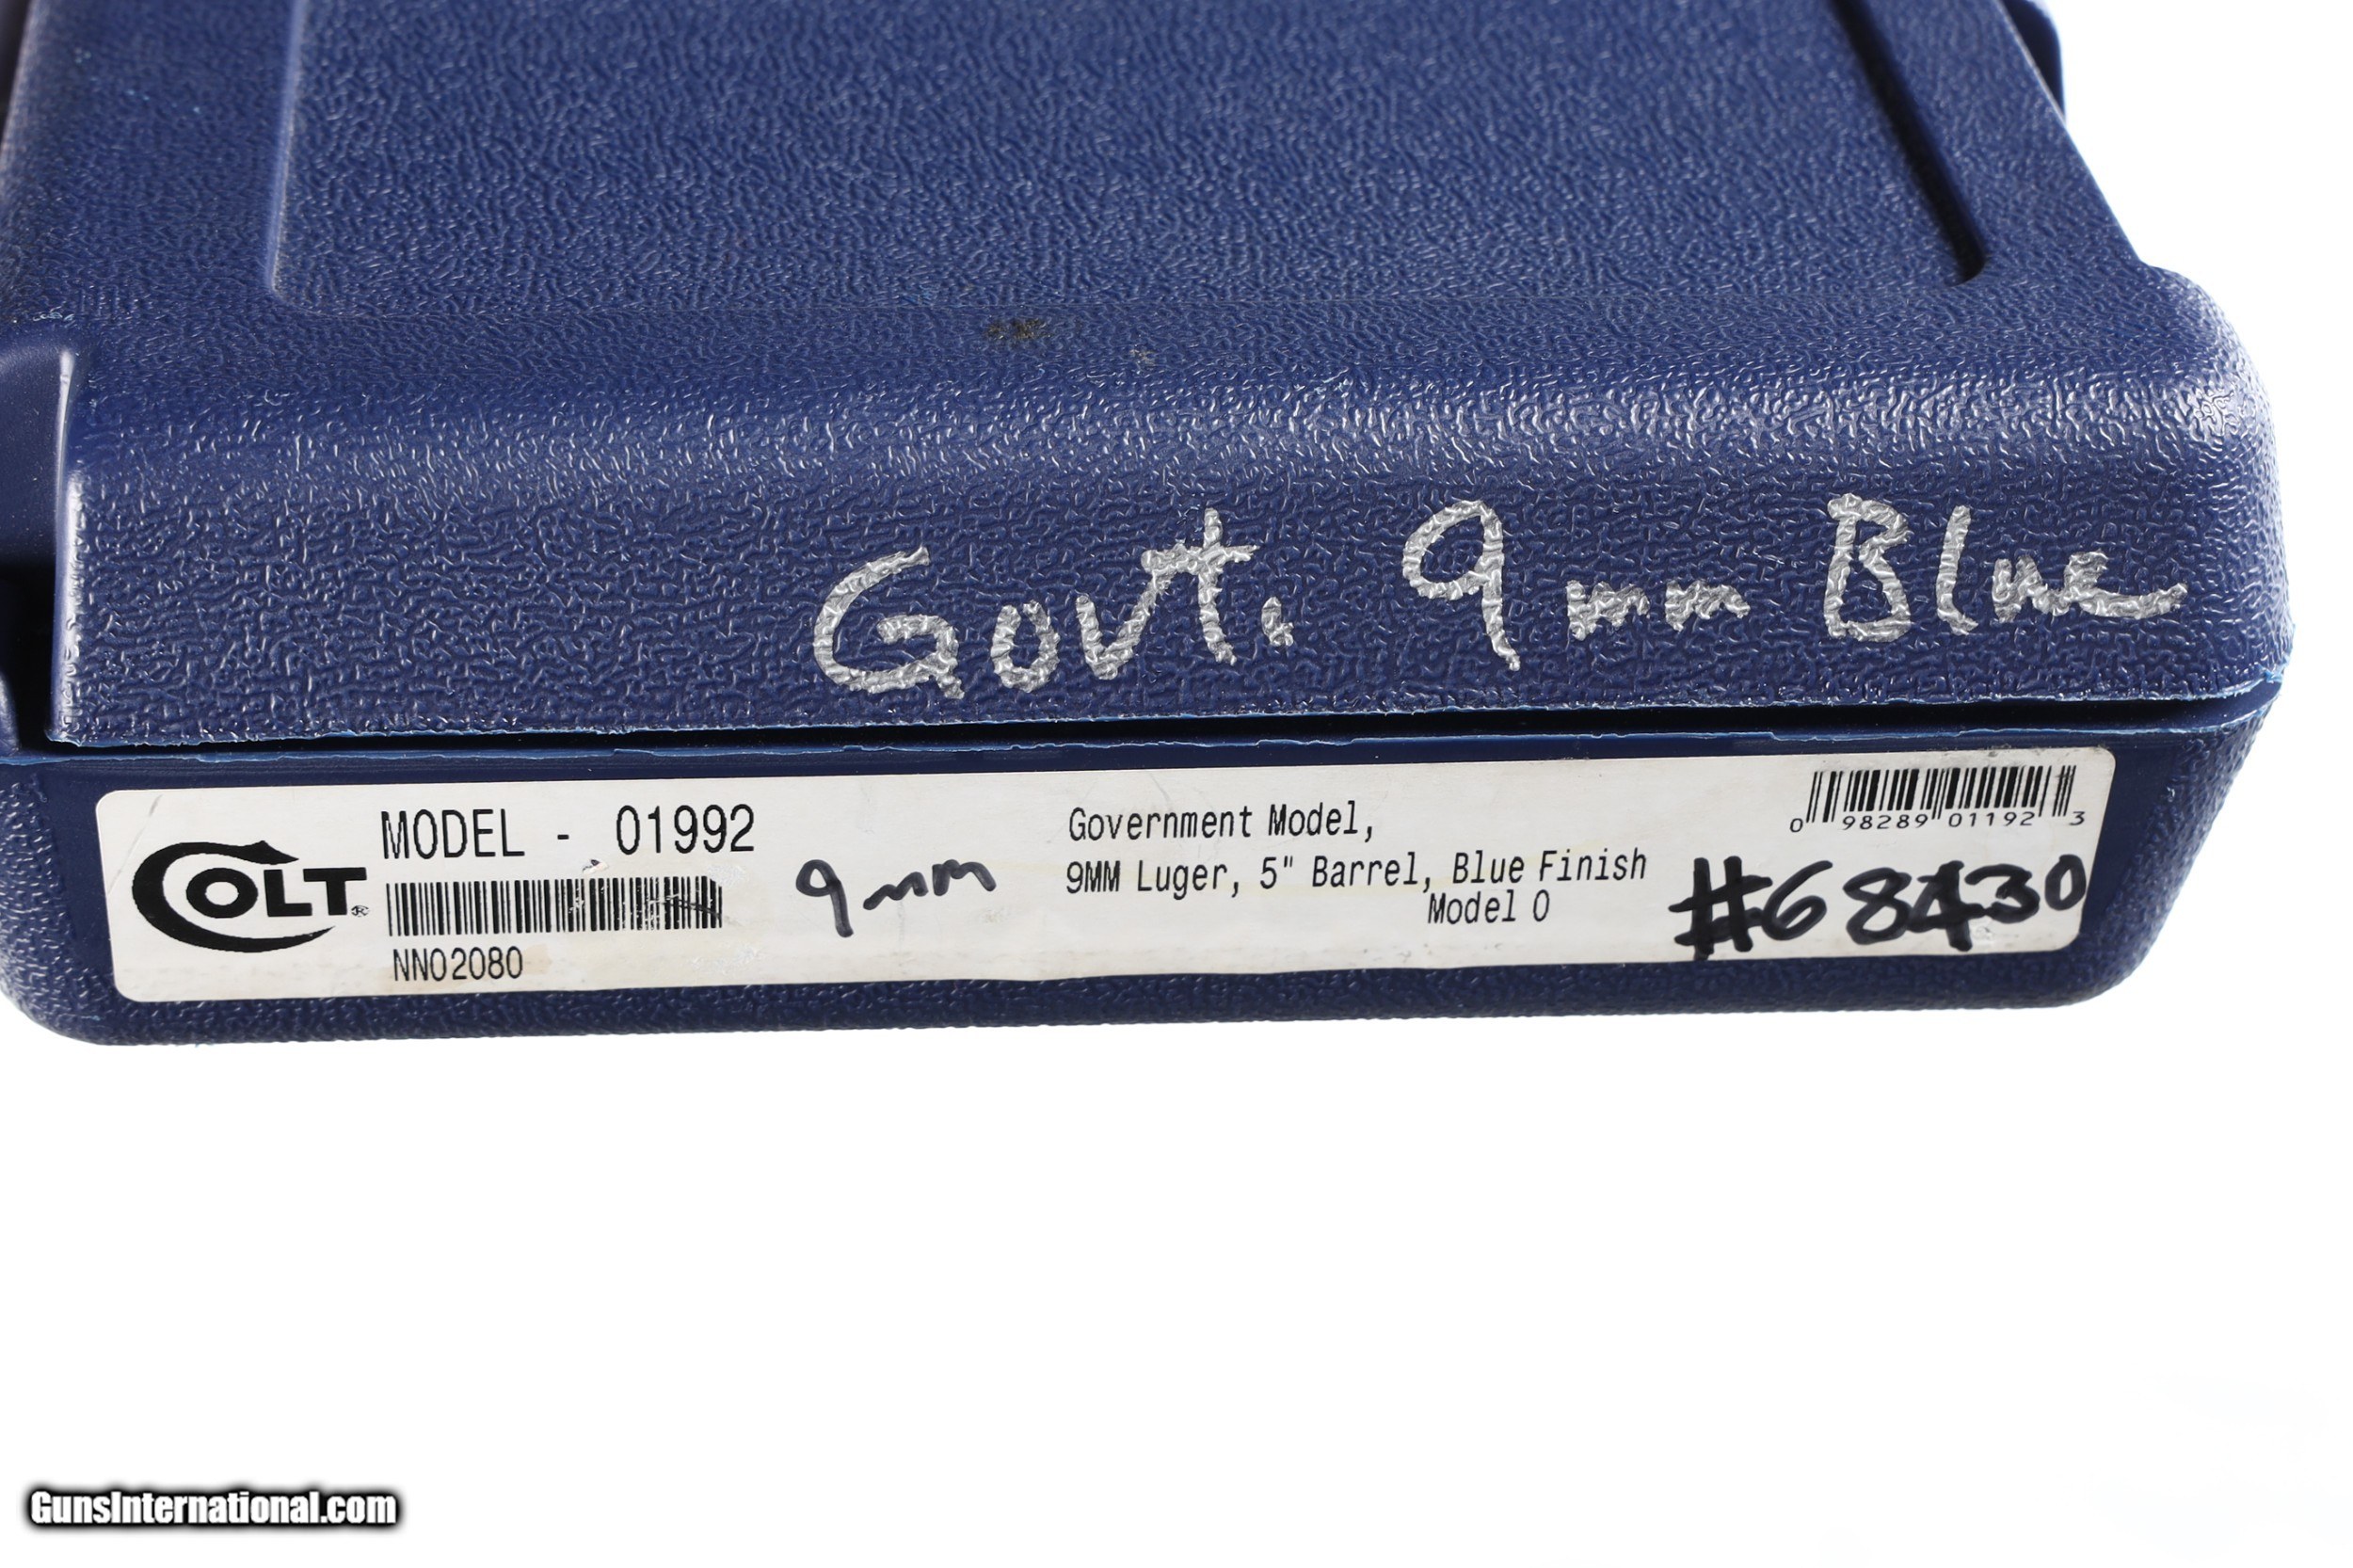 Govt. 9mm Blue
COLT®
MODEL - 01992
NN02080
9mm
Government Model,
9MM Luger, 5" Barrel, Blue Finish
Model O
0 98289 01192 3
#68430
GunsInternational.com